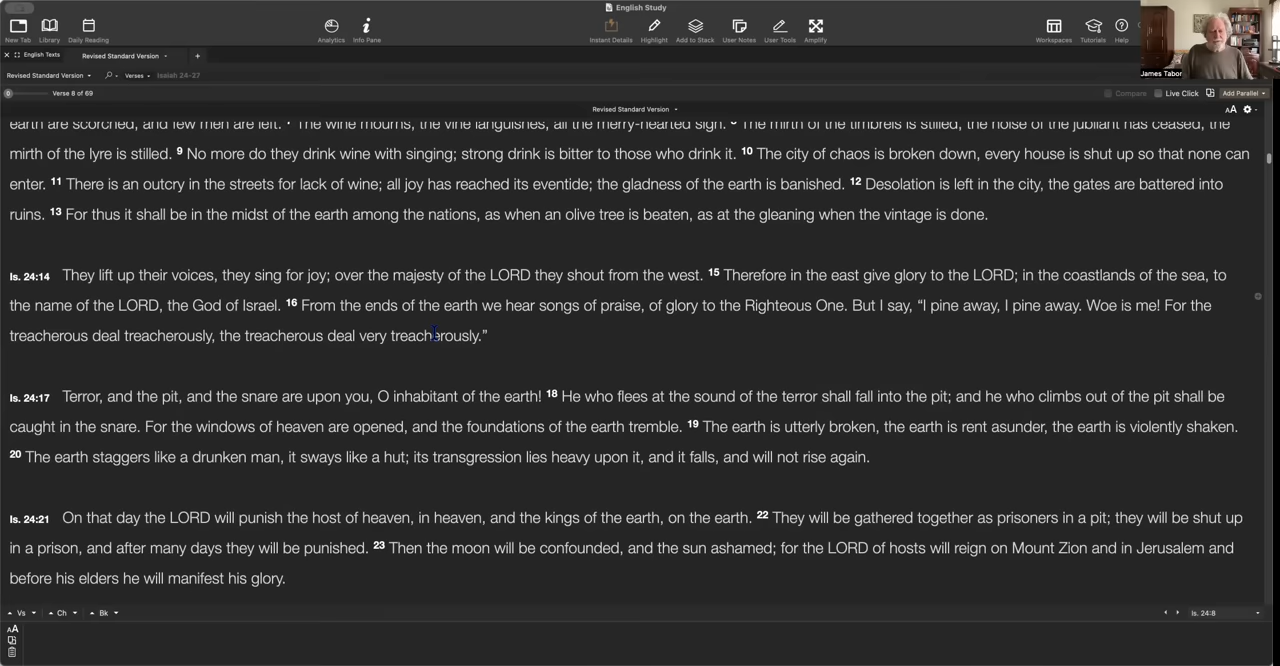 English Study
New Tab Library Daily Reading Analytics Info Pane Instant Details Highlight Add to Stack User Notes User Tools Amplify Workspaces Tutorials Help
English Texts Revised Standard Version +
James Tabor
Revised Standard Version Verses Isaiah 24-27
0 Verse 8 of 69 Compare Live Click Add Parallel
Revised Standard Version AA
earth are scorched, and few men are left. 7 The wine mourns, the vine languishes, all the merry-hearted sigh. 8 The mirth of the timbrels is stilled, the noise of the jubilant has ceased, the
mirth of the lyre is stilled. 9 No more do they drink wine with singing; strong drink is bitter to those who drink it. 10 The city of chaos is broken down, every house is shut up so that none can
enter. 11 There is an outcry in the streets for lack of wine; all joy has reached its eventide; the gladness of the earth is banished. 12 Desolation is left in the city, the gates are battered into
ruins. 13 For thus it shall be in the midst of the earth among the nations, as when an olive tree is beaten, as at the gleaning when the vintage is done.
Is. 24:14 They lift up their voices, they sing for joy; over the majesty of the LORD they shout from the west. 15 Therefore in the east give glory to the LORD; in the coastlands of the sea, to
the name of the LORD, the God of Israel. 16 From the ends of the earth we hear songs of praise, of glory to the Righteous One. But I say, “I pine away, I pine away. Woe is me! For the
treacherous deal treacherously, the treacherous deal very treacherously.”
Is. 24:17 Terror, and the pit, and the snare are upon you, O inhabitant of the earth! 18 He who flees at the sound of the terror shall fall into the pit; and he who climbs out of the pit shall be
caught in the snare. For the windows of heaven are opened, and the foundations of the earth tremble. 19 The earth is utterly broken, the earth is rent asunder, the earth is violently shaken.
20 The earth staggers like a drunken man, it sways like a hut; its transgression lies heavy upon it, and it falls, and will not rise again.
Is. 24:21 On that day the LORD will punish the host of heaven, in heaven, and the kings of the earth, on the earth. 22 They will be gathered together as prisoners in a pit; they will be shut up
in a prison, and after many days they will be punished. 23 Then the moon will be confounded, and the sun ashamed; for the LORD of hosts will reign on Mount Zion and in Jerusalem and
before his elders he will manifest his glory.
Vs Ch Bk Is. 24:8
AA